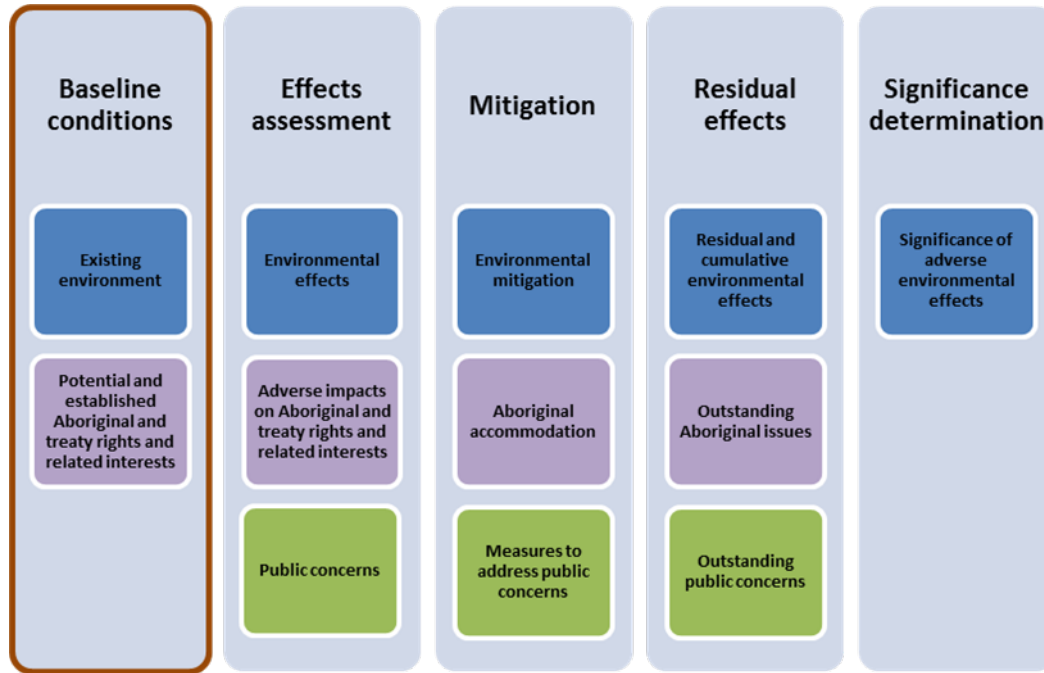 Baseline
conditions
Existing
environment
Potential and
established
Aboriginal and
treaty rights and
related interests
Effects
assessment
Environmental
effects
Adverse impacts
on Aboriginal and
treaty rights and
related interests
Public concerns
Mitigation
Environmental
mitigation
Aboriginal
accommodation
Measures to
address public
concerns
Residual
effects
Residual and
cumulative
environmental
effects
Outstanding
Aboriginal issues
Outstanding
public concerns
Significance
determination
Significance of
adverse
environmental
effects